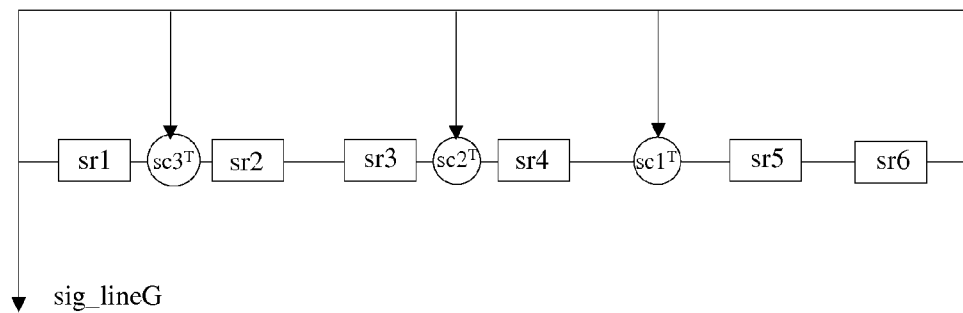 sr1 sc3ᵀ sr2 sr3 sc2ᵀ sr4 sc1ᵀ sr5 sr6
sig_lineG